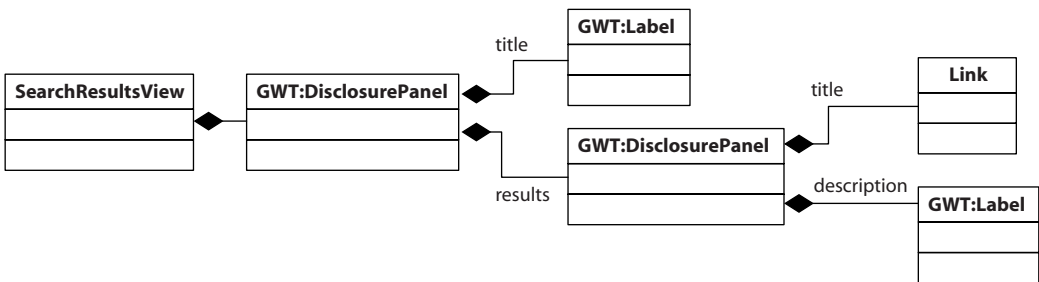 GWT:Label
title
SearchResultsView
GWT:DisclosurePanel
Link
title
GWT:DisclosurePanel
results
description
GWT:Label